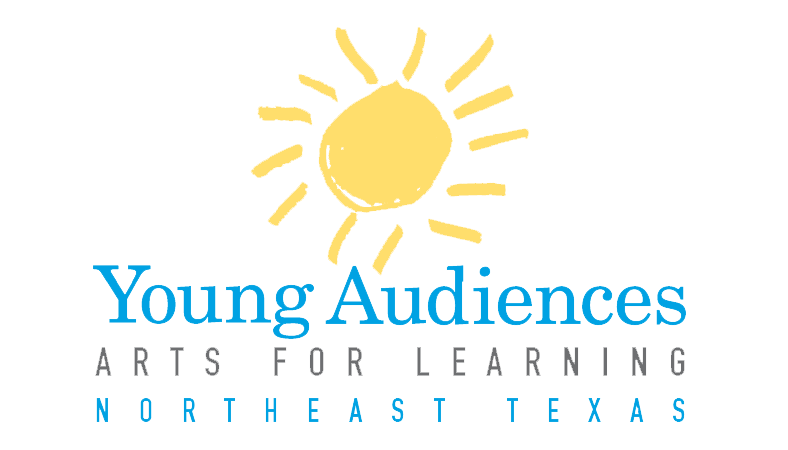 Young Audiences
ARTS FOR LEARNING
NORTHEAST TEXAS